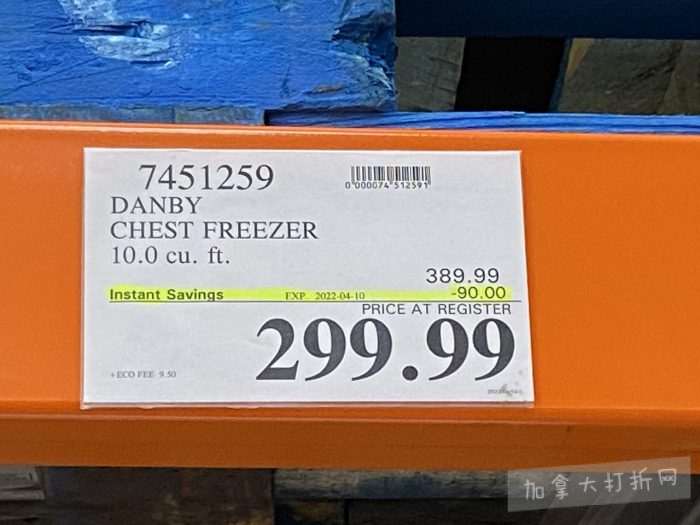 7451259
0000074512591
DANBY
CHEST FREEZER
10.0 cu. ft.
389.99
Instant Savings EXP. 2022-04-10 -90.00
PRICE AT REGISTER
299.99
+ECO FEE 9.50
加拿大打折网